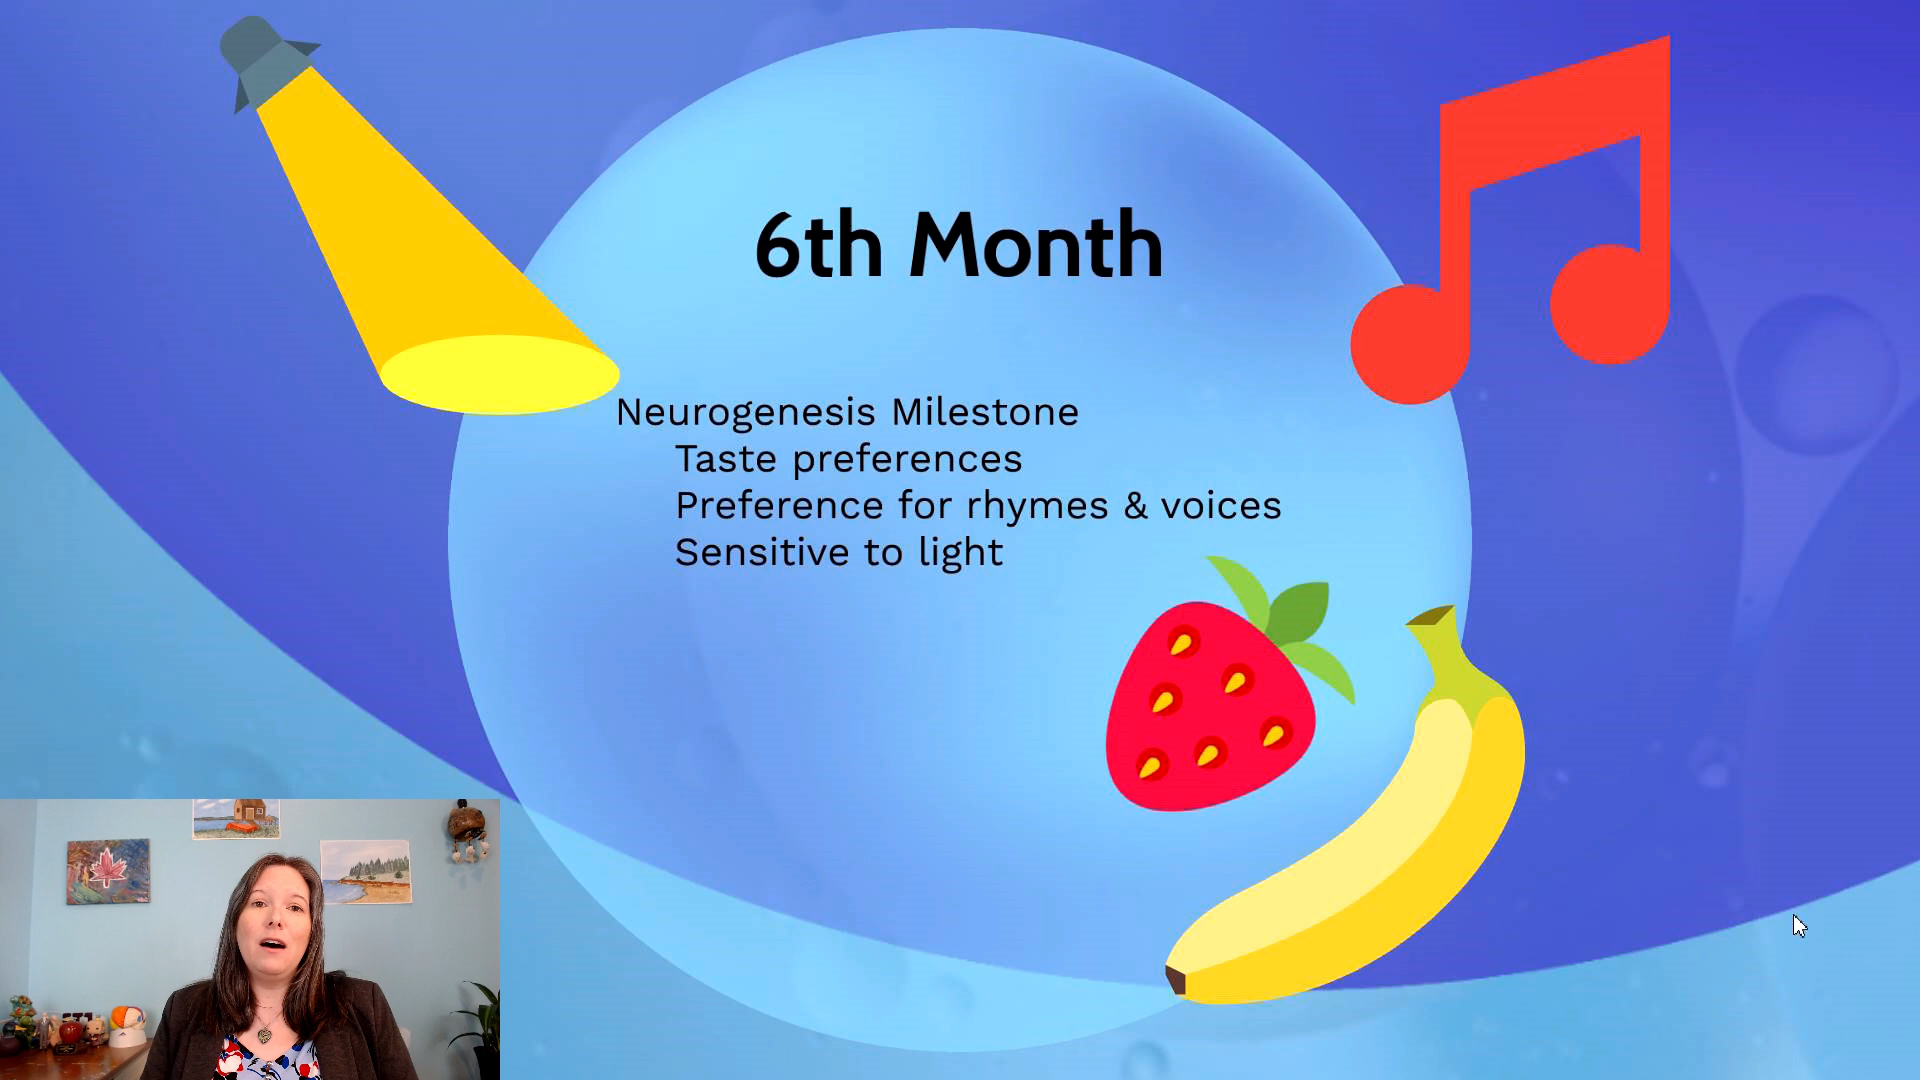 6th Month
Neurogenesis Milestone
Taste preferences
Preference for rhymes & voices
Sensitive to light